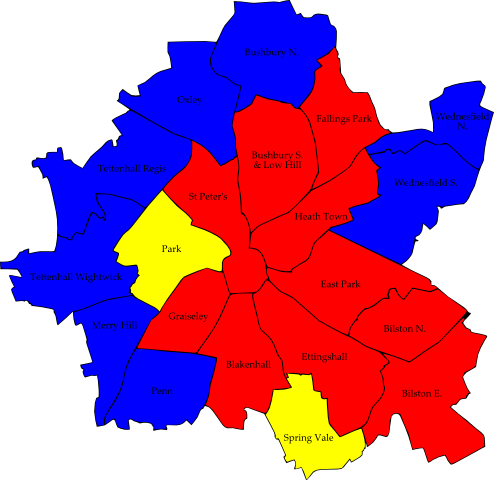 Bushbury N.
Oxley
Fallings Park
Wednesfield
N.
Bushbury S.
& Low Hill
Tettenhall Regis
Wednesfield S.
St Peter's
Heath Town
Park
Tettenhall Wightwick
East Park
Graiseley
Merry Hill
Bilston N.
Ettingshall
Blakenhall
Penn
Bilston E.
Spring Vale